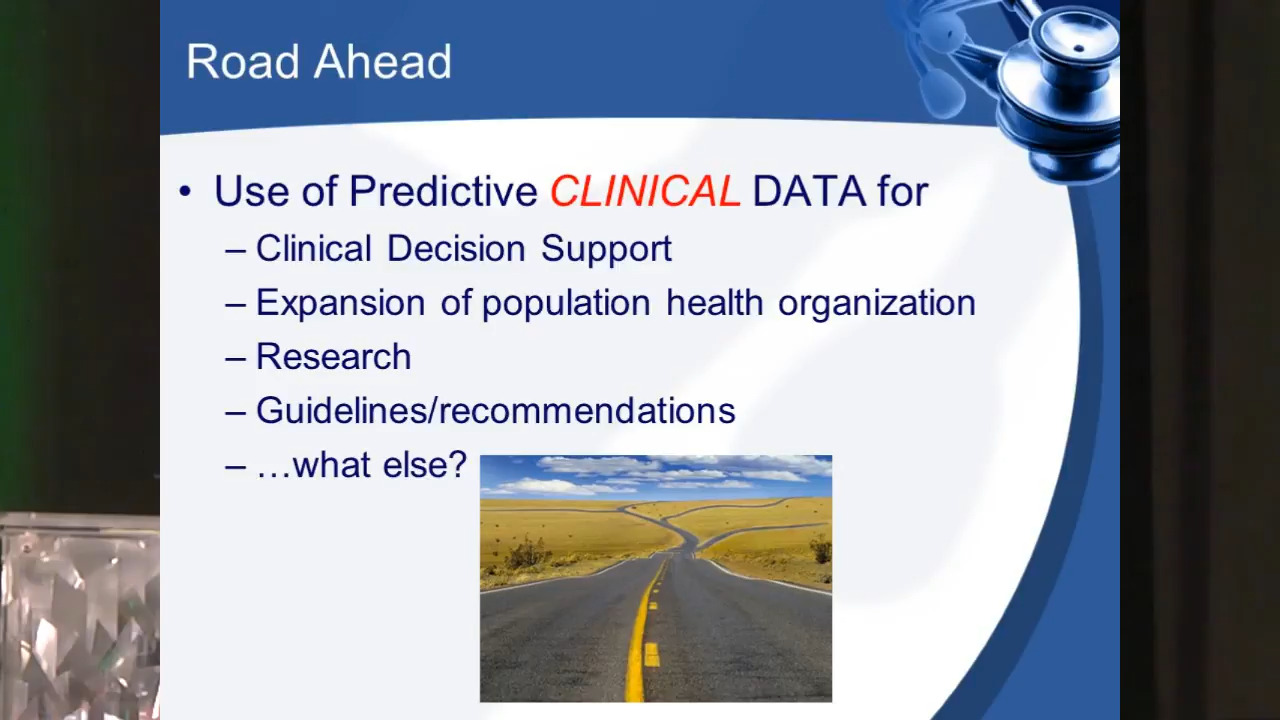 Road Ahead
• Use of Predictive CLINICAL DATA for
– Clinical Decision Support
– Expansion of population health organization
– Research
– Guidelines/recommendations
– …what else?